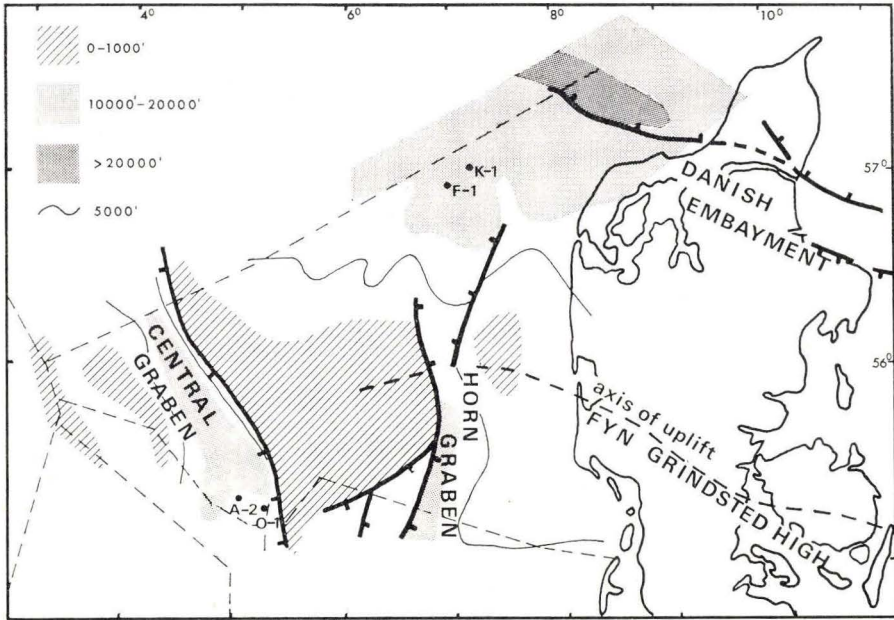 4° 6° 8° 10°
0-1000'
10000'-20000'
>20000'
5000'
57°
56°
K-1
F-1
A-2
O-1
DANISH
EMBAYMENT
CENTRAL
GRABEN
HORN
GRABEN
axis of uplift
FYN GRINDSTED HIGH